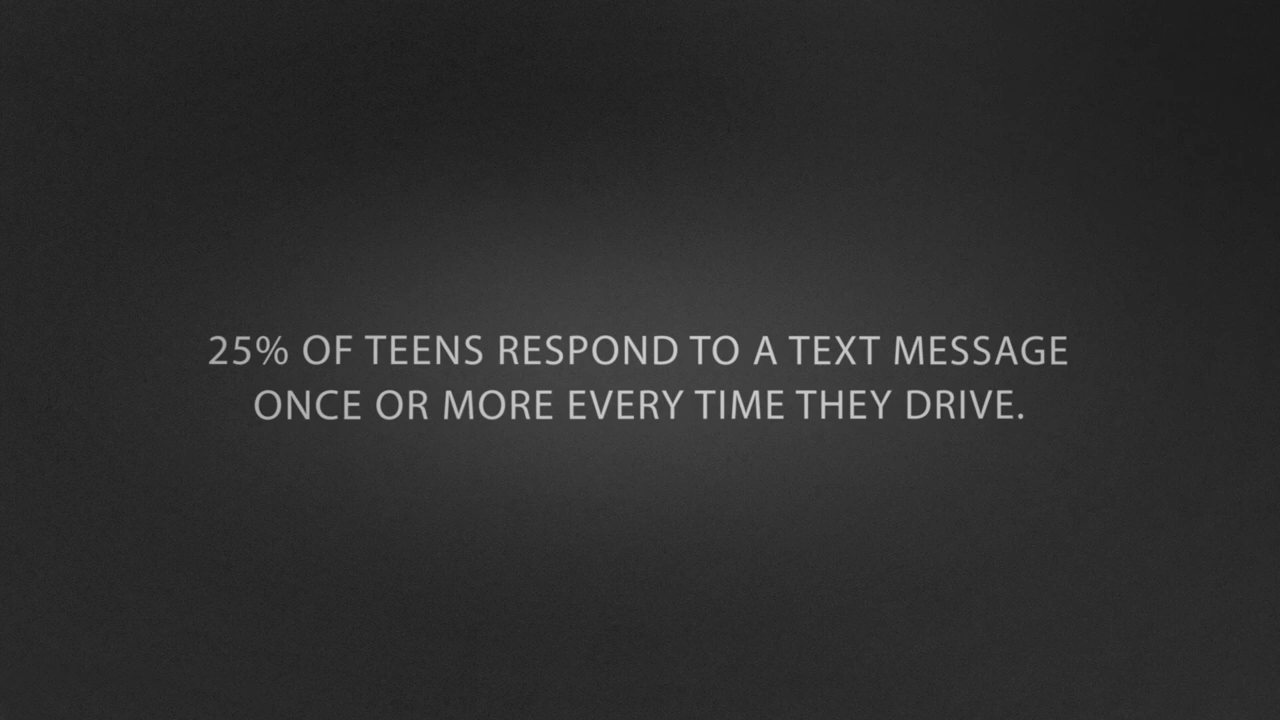 25% OF TEENS RESPOND TO A TEXT MESSAGE
ONCE OR MORE EVERY TIME THEY DRIVE.